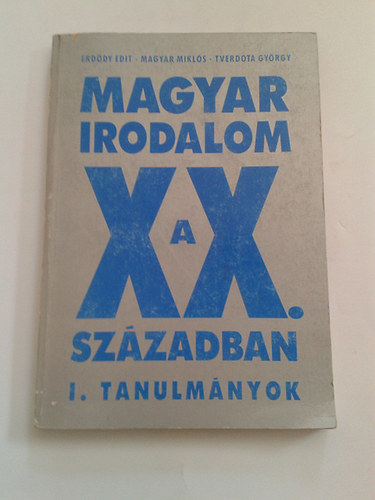 ERDŐDY EDIT · MAGYAR MIKLÓS · TVERDOTA GYÖRGY
MAGYAR
IRODALOM
A
XX.
SZÁZADBAN
I. TANULMÁNYOK